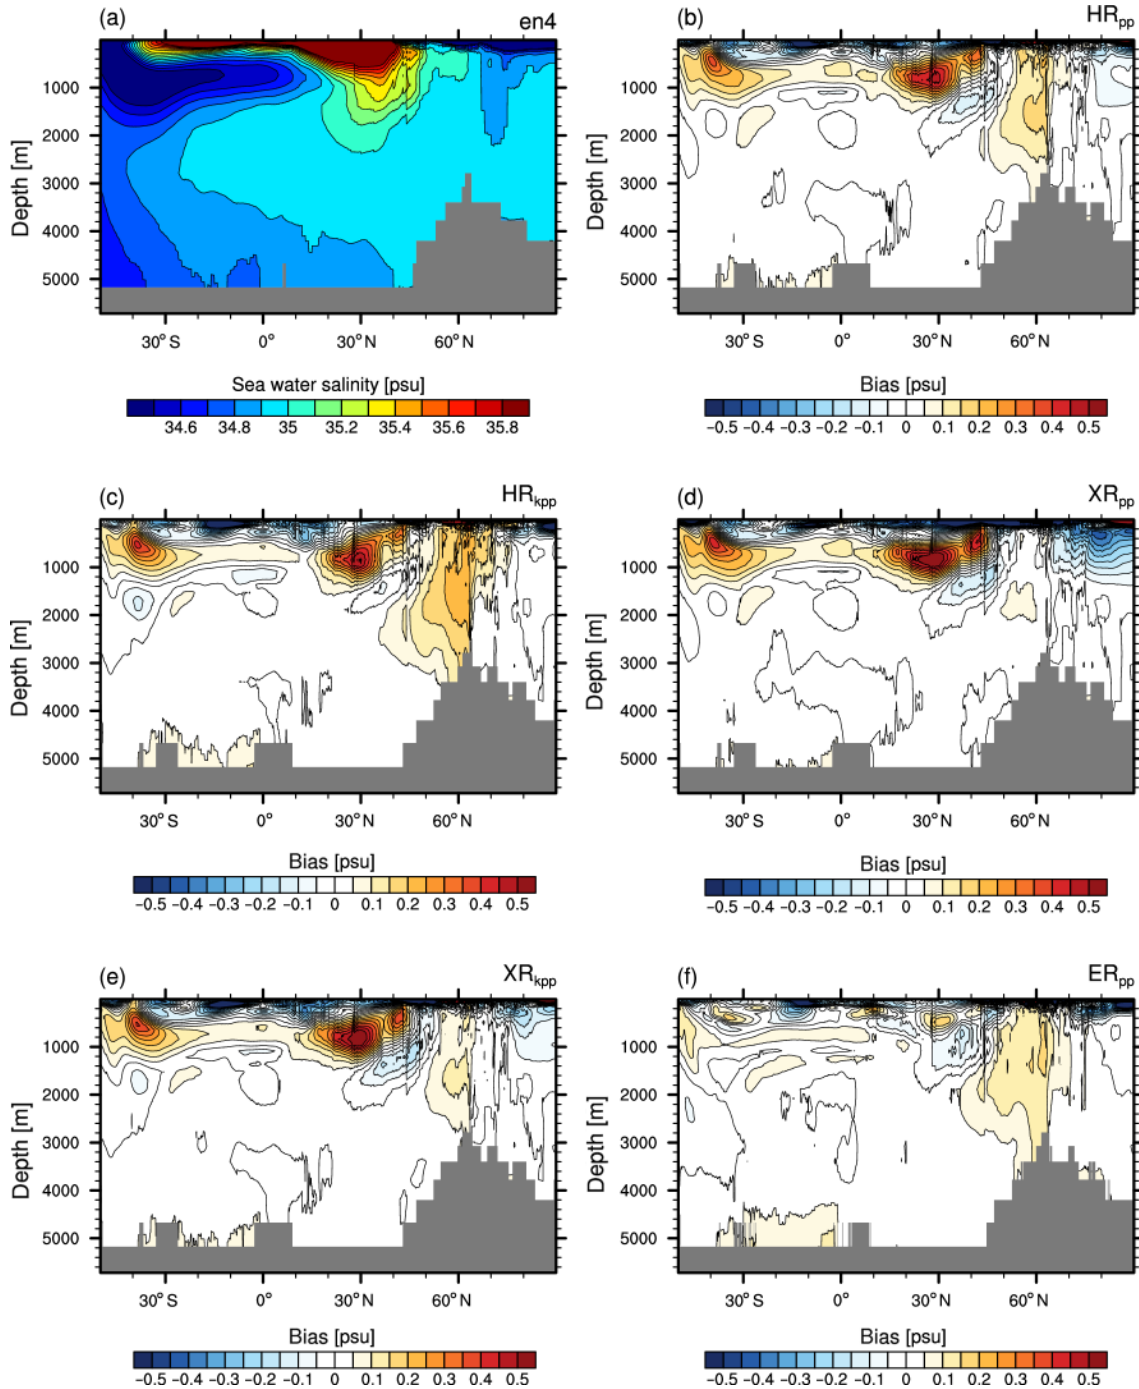 (a) en4
Depth [m]
1000
2000
3000
4000
5000
30° S 0° 30° N 60° N
Sea water salinity [psu]
34.6 34.8 35 35.2 35.4 35.6 35.8
(b) HRpp
Depth [m]
1000
2000
3000
4000
5000
30° S 0° 30° N 60° N
Bias [psu]
−0.5 −0.4 −0.3 −0.2 −0.1 0 0.1 0.2 0.3 0.4 0.5
(c) HRkpp
Depth [m]
1000
2000
3000
4000
5000
30° S 0° 30° N 60° N
Bias [psu]
−0.5 −0.4 −0.3 −0.2 −0.1 0 0.1 0.2 0.3 0.4 0.5
(d) XRpp
Depth [m]
1000
2000
3000
4000
5000
30° S 0° 30° N 60° N
Bias [psu]
−0.5 −0.4 −0.3 −0.2 −0.1 0 0.1 0.2 0.3 0.4 0.5
(e) XRkpp
Depth [m]
1000
2000
3000
4000
5000
30° S 0° 30° N 60° N
Bias [psu]
−0.5 −0.4 −0.3 −0.2 −0.1 0 0.1 0.2 0.3 0.4 0.5
(f) ERpp
Depth [m]
1000
2000
3000
4000
5000
30° S 0° 30° N 60° N
Bias [psu]
−0.5 −0.4 −0.3 −0.2 −0.1 0 0.1 0.2 0.3 0.4 0.5